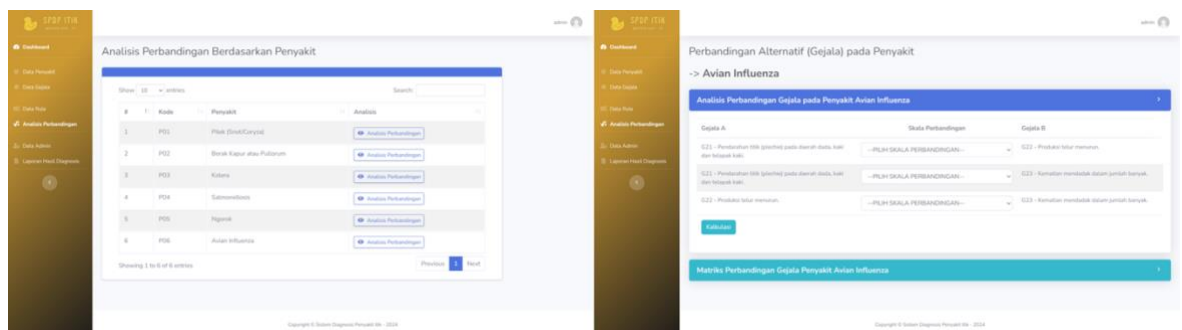 SPDP ITIK
Dashboard
Data Penyakit
Data Gejala
Data Rule
Analisis Perbandingan
Data Admin
Laporan Hasil Diagnosis
admin
Analisis Perbandingan Berdasarkan Penyakit
Show 10 entries
Search:
# Kode Penyakit Analisis
1 P01 Pilek (Snot/Coryza) Analisis Perbandingan
2 P02 Berak Kapur atau Pullorum Analisis Perbandingan
3 P03 Kolera Analisis Perbandingan
4 P04 Salmonellosis Analisis Perbandingan
5 P05 Ngorok Analisis Perbandingan
6 P06 Avian Influenza Analisis Perbandingan
Showing 1 to 6 of 6 entries
Previous 1 Next
Copyright © Sistem Diagnosis Penyakit Itik - 2024
SPDP ITIK
Dashboard
Data Penyakit
Data Gejala
Data Rule
Analisis Perbandingan
Data Admin
Laporan Hasil Diagnosis
admin
Perbandingan Alternatif (Gejala) pada Penyakit
-> Avian Influenza
Analisis Perbandingan Gejala pada Penyakit Avian Influenza
Gejala A Skala Perbandingan Gejala B
G21 - Pendarahan titik (ptechie) pada daerah dada, kaki
dan telapak kaki.
--PILIH SKALA PERBANDINGAN--
G22 - Produksi telur menurun.
G21 - Pendarahan titik (ptechie) pada daerah dada, kaki
dan telapak kaki.
--PILIH SKALA PERBANDINGAN--
G23 - Kematian mendadak dalam jumlah banyak.
G22 - Produksi telur menurun.
--PILIH SKALA PERBANDINGAN--
G23 - Kematian mendadak dalam jumlah banyak.
Kalkulasi
Matriks Perbandingan Gejala Penyakit Avian Influenza
Copyright © Sistem Diagnosis Penyakit Itik - 2024